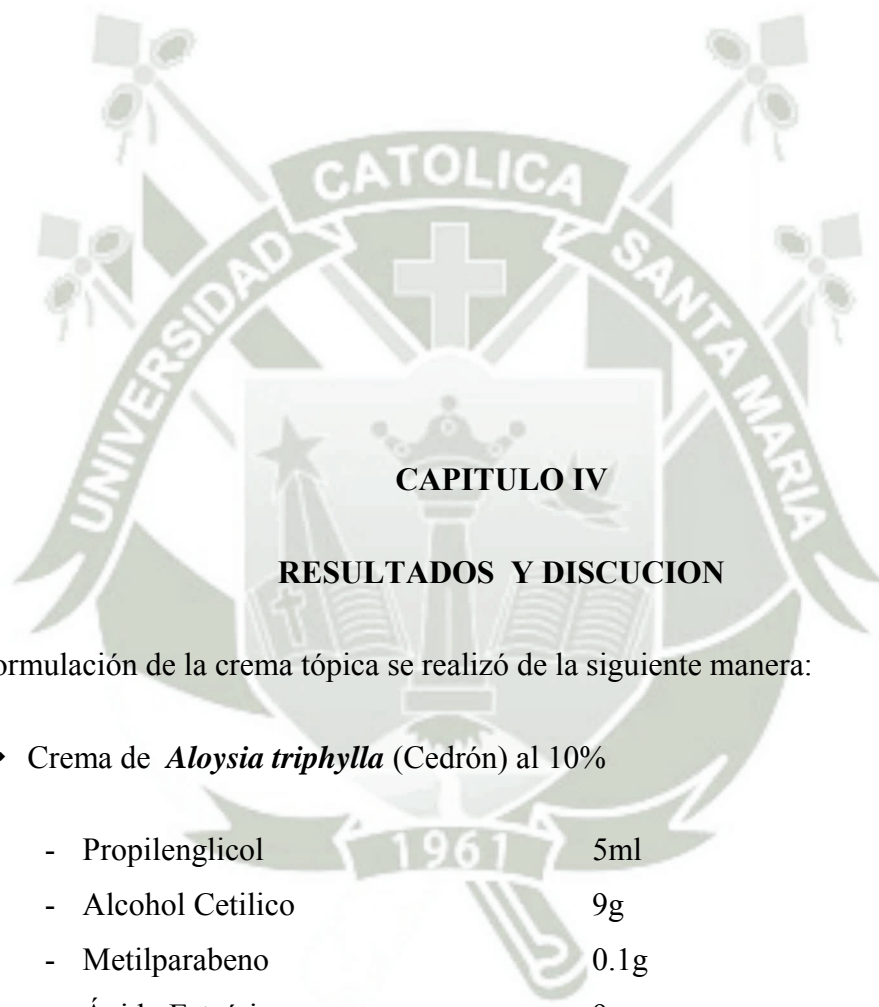 UNIVERSIDAD CATOLICA SANTA MARIA
CAPITULO IV
RESULTADOS Y DISCUCION
ormulación de la crema tópica se realizó de la siguiente manera:
Crema de Aloysia triphylla (Cedrón) al 10%
1961
- Propilenglicol 5ml
- Alcohol Cetilico 9g
- Metilparabeno 0.1g